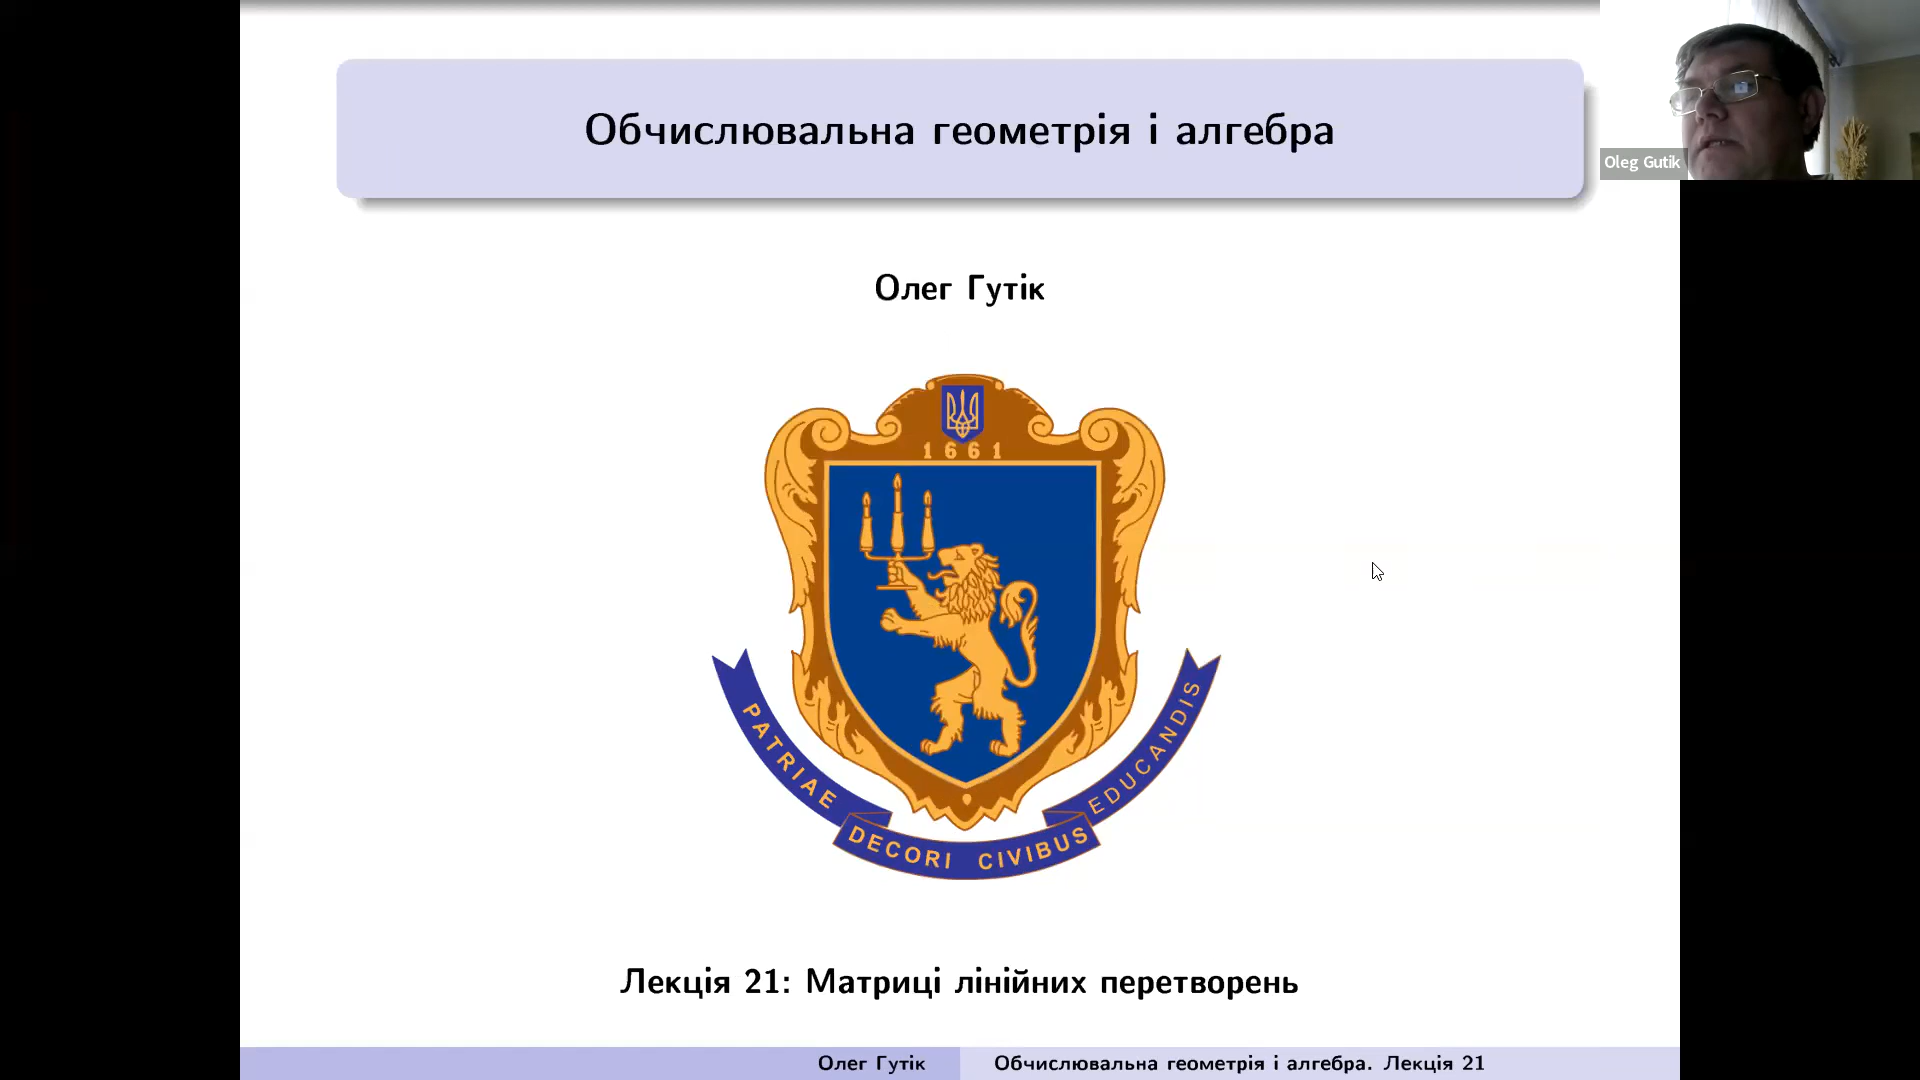 Обчислювальна геометрія і алгебра
Oleg Gutik
Олег Гутік
1661
PATRIAE DECORI CIVIBUS EDUCANDIS
Лекція 21: Матриці лінійних перетворень
Олег Гутік
Обчислювальна геометрія і алгебра. Лекція 21